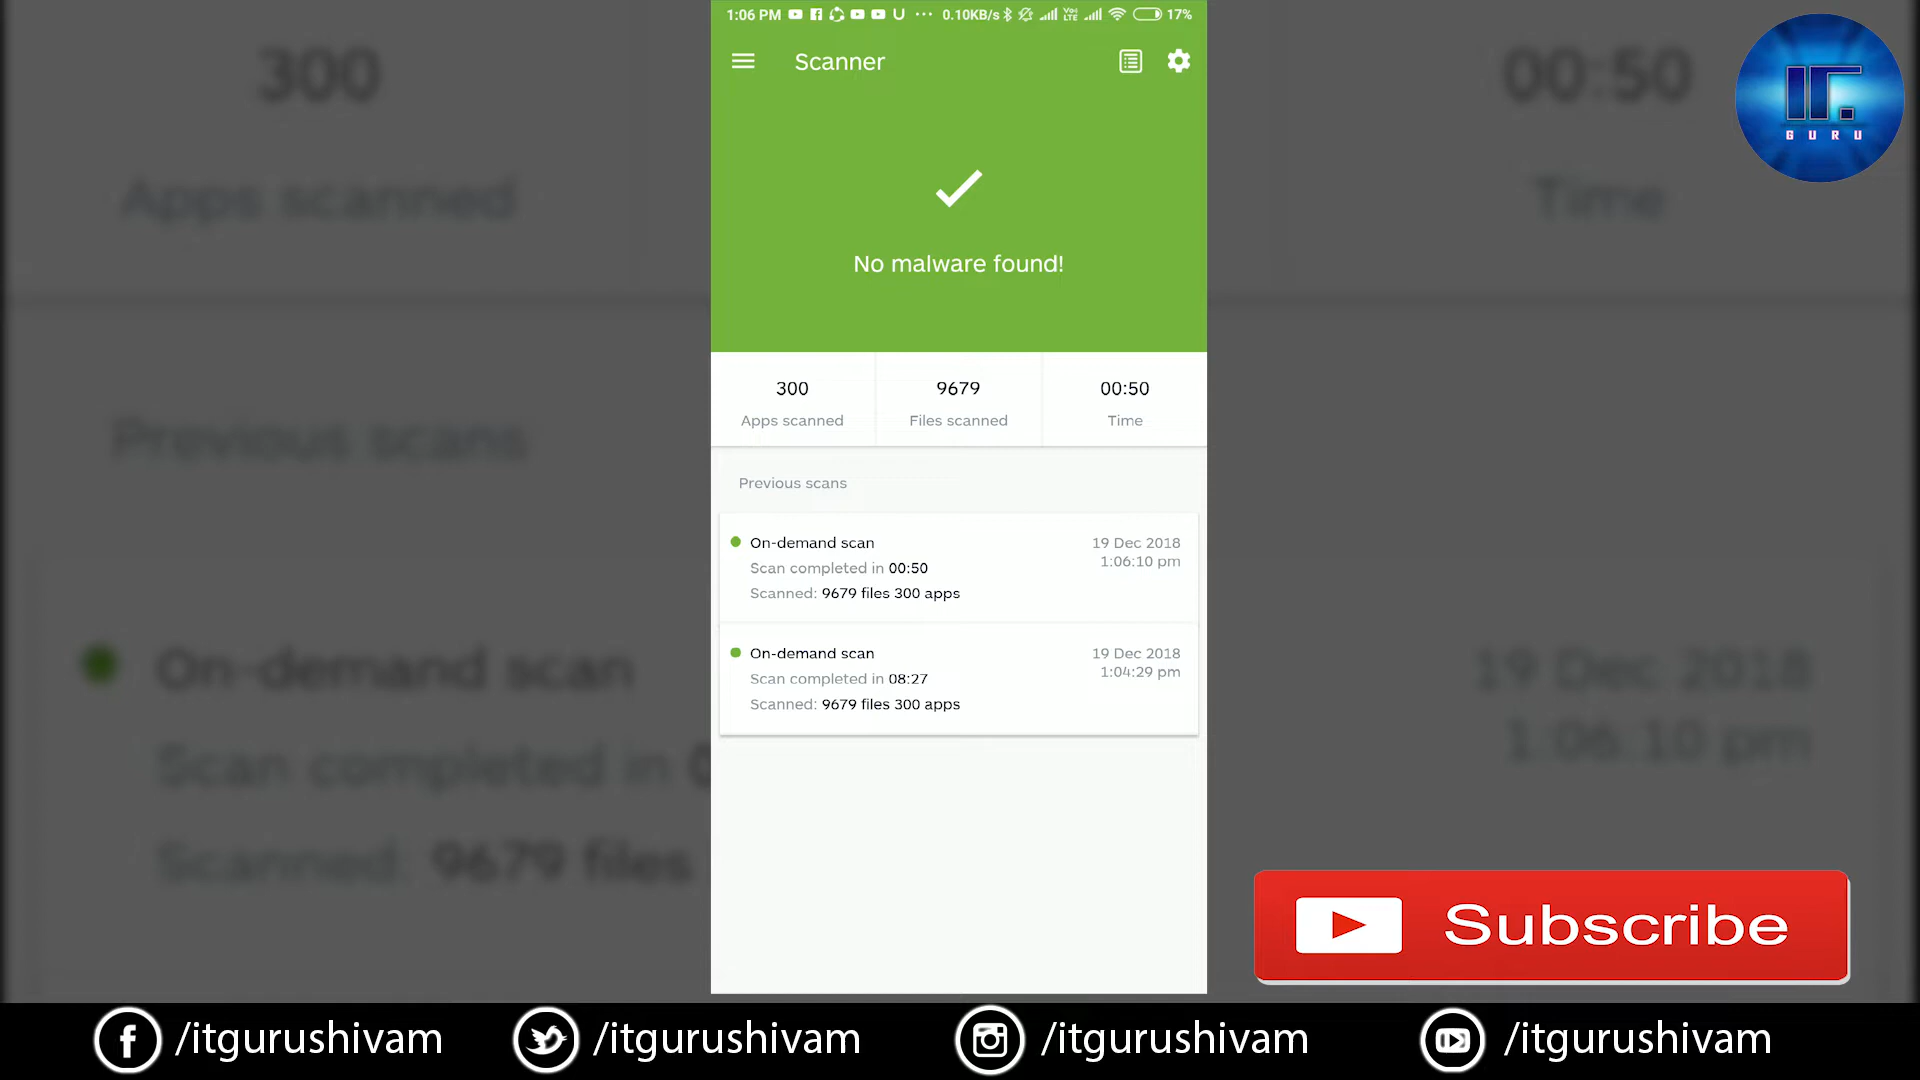 1:06 PM
0.10KB/s
VoLTE
17%
Scanner
No malware found!
300
9679
00:50
Apps scanned
Files scanned
Time
Previous scans
On-demand scan
19 Dec 2018
Scan completed in 00:50
1:06:10 pm
Scanned: 9679 files 300 apps
On-demand scan
19 Dec 2018
Scan completed in 08:27
1:04:29 pm
Scanned: 9679 files 300 apps
300
Apps scanned
00:50
Time
Previous scans
On-demand scan
19 Dec 2018
Scan completed in 0
1:06:10 pm
Scanned: 9679 files
IT.
GURU
Subscribe
/itgurushivam
/itgurushivam
/itgurushivam
/itgurushivam